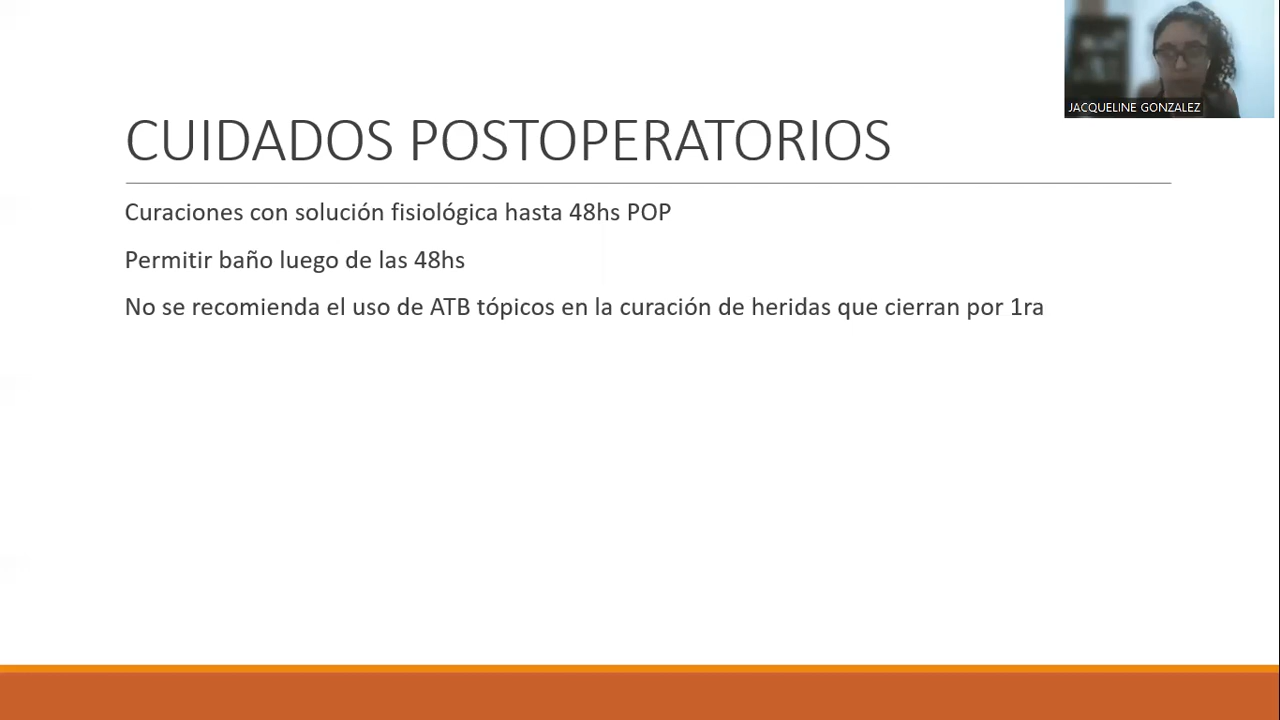 JACQUELINE GONZALEZ
CUIDADOS POSTOPERATORIOS
Curaciones con solución fisiológica hasta 48hs POP
Permitir baño luego de las 48hs
No se recomienda el uso de ATB tópicos en la curación de heridas que cierran por 1ra